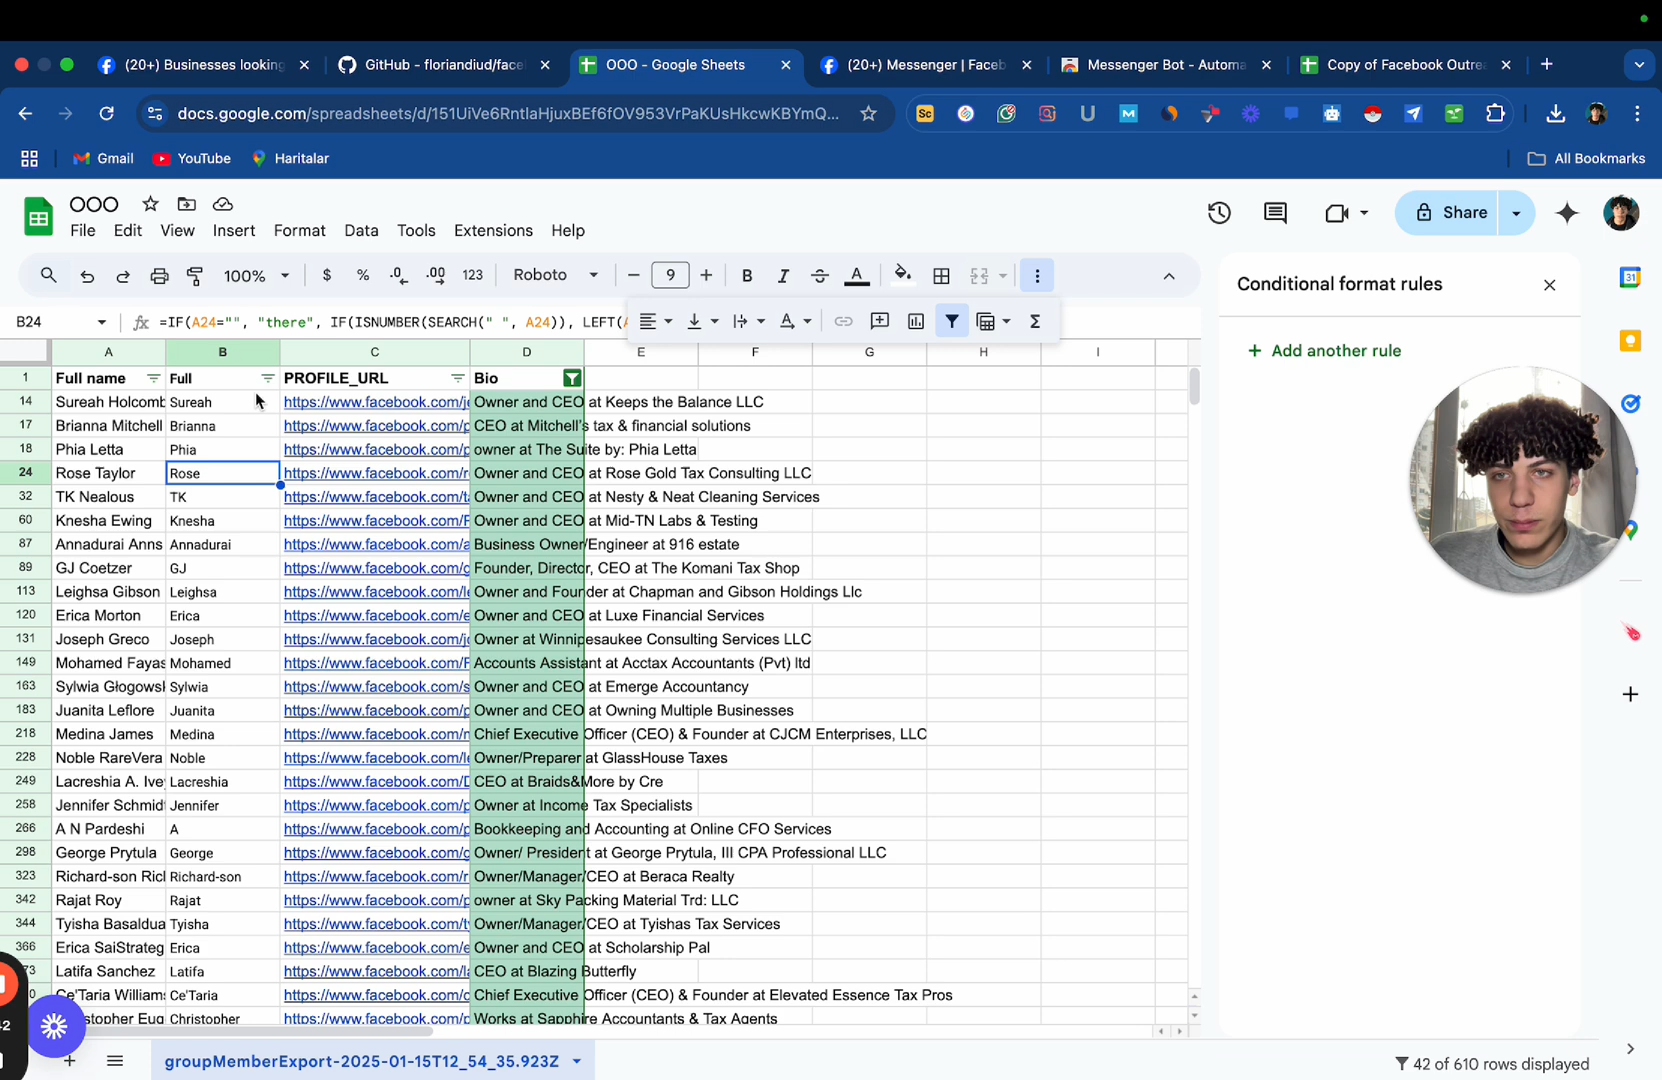 (20+) Businesses looking
GitHub - floriandiud/face
OOO - Google Sheets
(20+) Messenger | Faceb
Messenger Bot - Automa
Copy of Facebook Outre
docs.google.com/spreadsheets/d/151UiVe6RntlaHjuxBEf6fOV953VrPaKUsHkcwKBYmQ...
Gmail
YouTube
Haritalar
All Bookmarks
OOO
File Edit View Insert Format Data Tools Extensions Help
Share
100% $ % .0 .00 123 Roboto 9 B I A
Conditional format rules
B24 fx =IF(A24="", "there", IF(ISNUMBER(SEARCH(" ", A24)), LEFT(A
+ Add another rule
A B C D E F G H I
1 Full name Full PROFILE_URL Bio
14 Sureah Holcomb Sureah https://www.facebook.com/je Owner and CEO at Keeps the Balance LLC
17 Brianna Mitchell Brianna https://www.facebook.com/p CEO at Mitchell's tax & financial solutions
18 Phia Letta Phia https://www.facebook.com/p owner at The Suite by: Phia Letta
24 Rose Taylor Rose https://www.facebook.com/r Owner and CEO at Rose Gold Tax Consulting LLC
32 TK Nealous TK https://www.facebook.com/ta Owner and CEO at Nesty & Neat Cleaning Services
60 Knesha Ewing Knesha https://www.facebook.com/F Owner and CEO at Mid-TN Labs & Testing
87 Annadurai Anns Annadurai https://www.facebook.com/a Business Owner/Engineer at 916 estate
89 GJ Coetzer GJ https://www.facebook.com/g Founder, Director, CEO at The Komani Tax Shop
113 Leighsa Gibson Leighsa https://www.facebook.com/le Owner and Founder at Chapman and Gibson Holdings Llc
120 Erica Morton Erica https://www.facebook.com/e Owner and CEO at Luxe Financial Services
131 Joseph Greco Joseph https://www.facebook.com/jo Owner at Winnipesaukee Consulting Services LLC
149 Mohamed Fayas Mohamed https://www.facebook.com/F Accounts Assistant at Acctax Accountants (Pvt) ltd
163 Sylwia Głogowsk Sylwia https://www.facebook.com/s Owner and CEO at Emerge Accountancy
183 Juanita Leflore Juanita https://www.facebook.com/p Owner and CEO at Owning Multiple Businesses
218 Medina James Medina https://www.facebook.com/m Chief Executive Officer (CEO) & Founder at CJCM Enterprises, LLC
228 Noble RareVera Noble https://www.facebook.com/le Owner/Preparer at GlassHouse Taxes
249 Lacreshia A. Ive Lacreshia https://www.facebook.com/D CEO at Braids&More by Cre
258 Jennifer Schmidt Jennifer https://www.facebook.com/p Owner at Income Tax Specialists
266 A N Pardeshi A https://www.facebook.com/p Bookkeeping and Accounting at Online CFO Services
298 George Prytula George https://www.facebook.com/g Owner/ President at George Prytula, III CPA Professional LLC
323 Richard-son Ricl Richard-son https://www.facebook.com/r Owner/Manager/CEO at Beraca Realty
342 Rajat Roy Rajat https://www.facebook.com/p owner at Sky Packing Material Trd: LLC
344 Tyisha Basaldua Tyisha https://www.facebook.com/ty Owner/Manager/CEO at Tyishas Tax Services
366 Erica SaiStrateg Erica https://www.facebook.com/e Owner and CEO at Scholarship Pal
73 Latifa Sanchez Latifa https://www.facebook.com/la CEO at Blazing Butterfly
0 Ce'Taria Williams Ce'Taria https://www.facebook.com/c Chief Executive Officer (CEO) & Founder at Elevated Essence Tax Pros
stopher Eug Christopher https://www.facebook.com/p Works at Sapphire Accountants & Tax Agents
groupMemberExport-2025-01-15T12_54_35.923Z
42 of 610 rows displayed